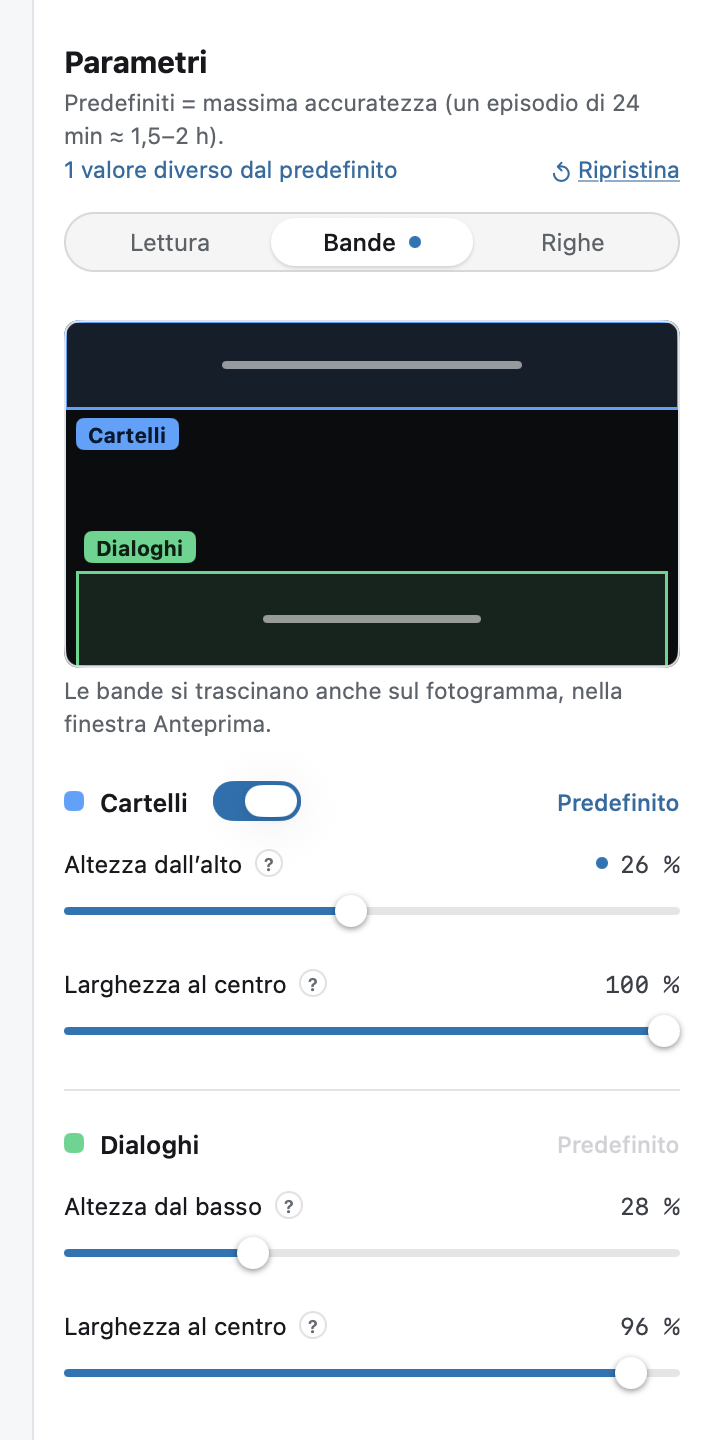 Parametri
Predefiniti = massima accuratezza (un episodio di 24
min ≈ 1,5–2 h).
1 valore diverso dal predefinito
Ripristina
Lettura
Bande
Righe
Cartelli
Dialoghi
Le bande si trascinano anche sul fotogramma, nella
finestra Anteprima.
Cartelli
Predefinito
Altezza dall’alto ?
26 %
Larghezza al centro ?
100 %
Dialoghi
Predefinito
Altezza dal basso ?
28 %
Larghezza al centro ?
96 %